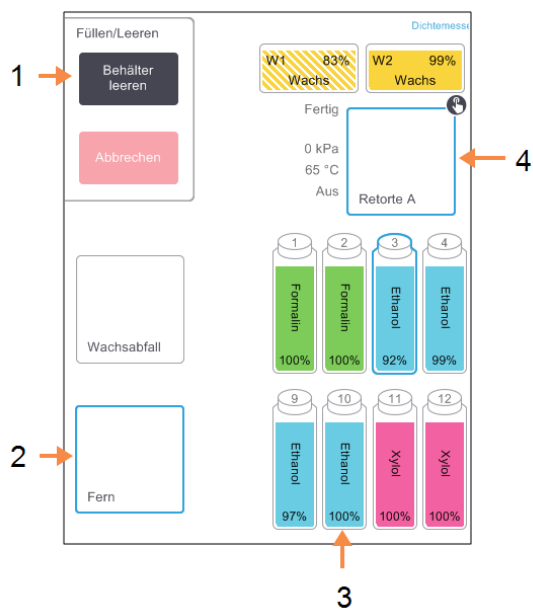 Füllen/Leeren
Dichtemesse
1
Behälter
leeren
Abbrechen
W1 83%
Wachs
W2 99%
Wachs
Fertig
0 kPa
65 °C
Aus
Retorte A
4
1
2
3
4
Formalin
Formalin
Ethanol
Ethanol
100%
100%
92%
99%
Wachsabfall
2
Fern
9
10
11
12
Ethanol
Ethanol
Xylol
Xylol
97%
100%
100%
100%
3